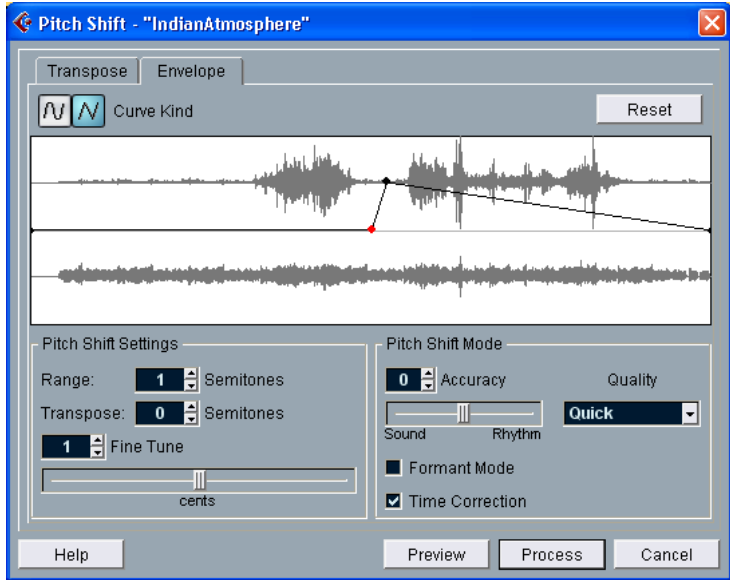 Pitch Shift - "IndianAtmosphere"
Transpose Envelope
Curve Kind Reset
Pitch Shift Settings
Range: 1 Semitones
Transpose: 0 Semitones
1 Fine Tune
cents
Pitch Shift Mode
0 Accuracy Quality
Quick
Sound Rhythm
Formant Mode
Time Correction
Help Preview Process Cancel